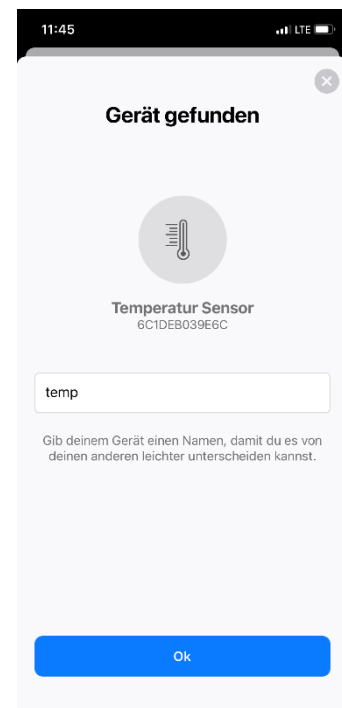 11:45
LTE
Gerät gefunden
Temperatur Sensor
6C1DEB039E6C
temp
Gib deinem Gerät einen Namen, damit du es von
deinen anderen leichter unterscheiden kannst.
Ok